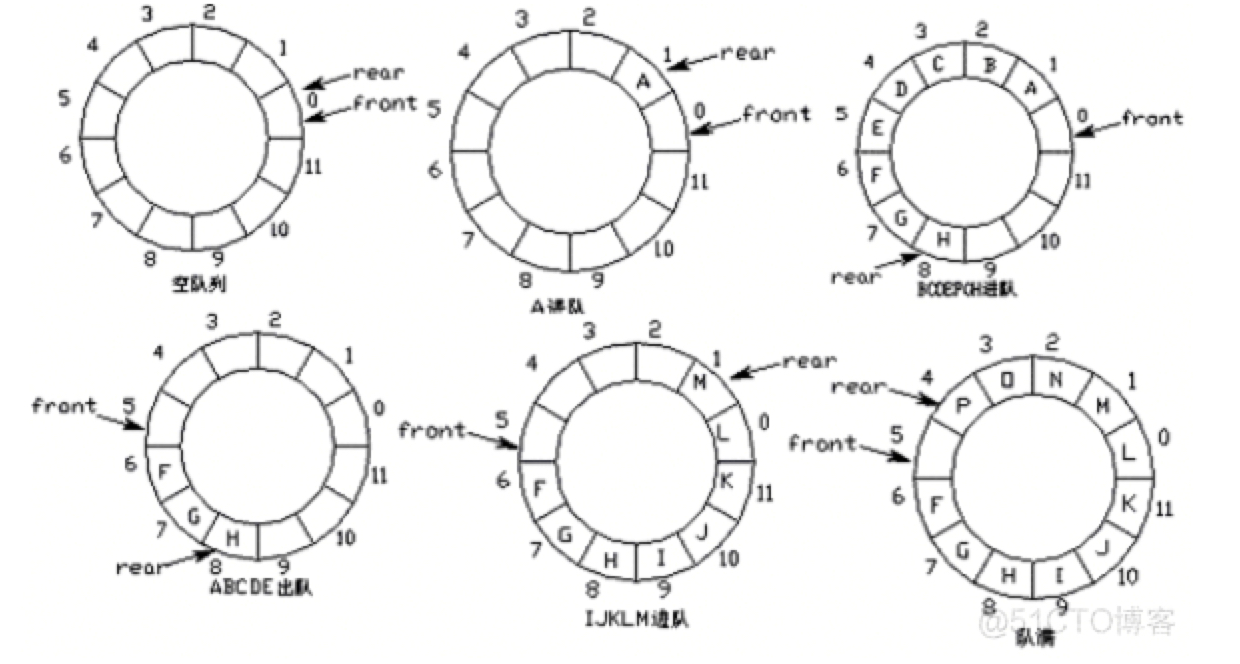 3 2
4 1
rear
5 0 front
6 11
7 10
8 9
空队列
3 2
4 1 rear
A
5 0 front
6 11
7 10
8 9
A进队
3 2
4 C B 1
D A
5 E 0 front
6 F 11
7 G H 10
rear 8 9
BCDEFGH进队
3 2
4 1
front 5 0
6 F 11
7 G H 10
rear 8 9
ABCDE出队
3 2
4 1 rear
M
front 5 L 0
6 F K 11
7 G H I J 10
8 9
IJKLM进队
3 2
rear 4 P O N M 1
front 5 L 0
6 F K 11
7 G H I J 10
8 9
队满
@51CTO博客